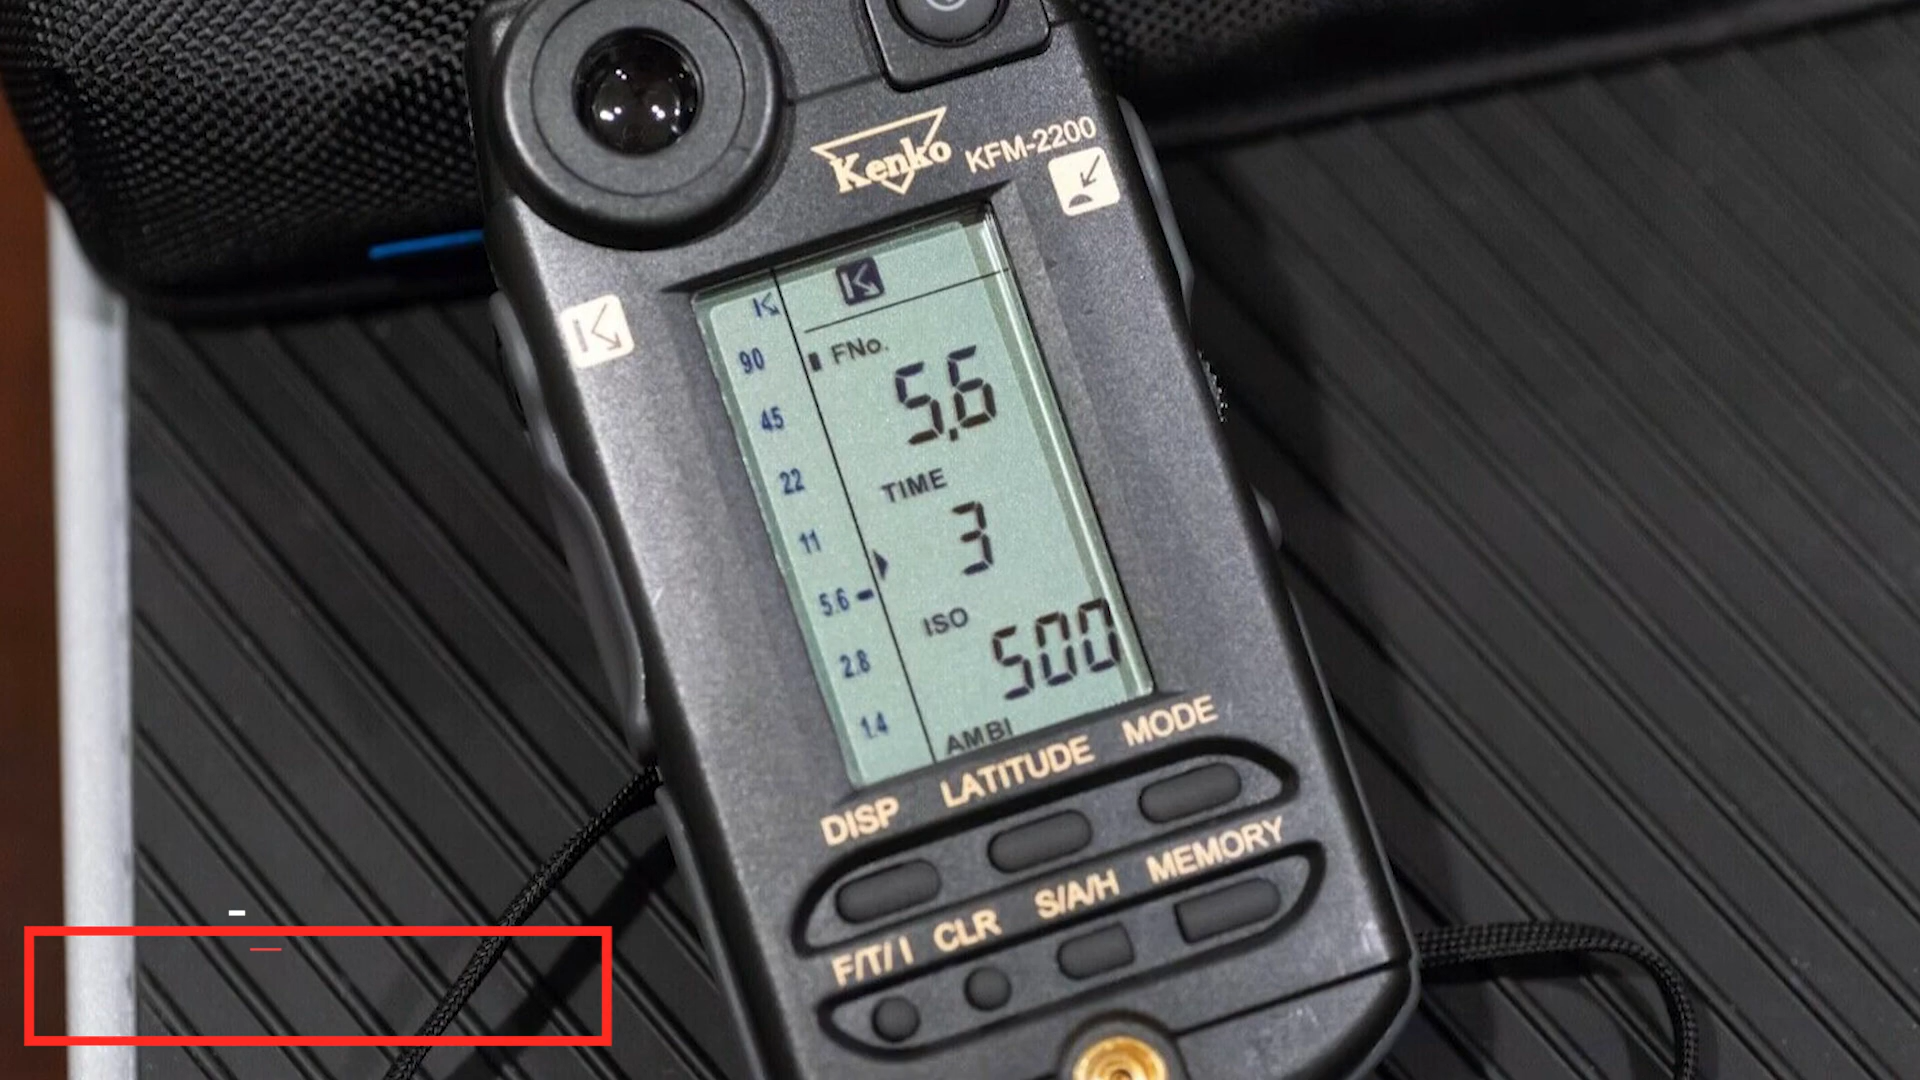 Kenko KFM-2200
90
45
22
11
5.6
2.8
1.4
FNo.
5.6
TIME
3
ISO
500
AMBI
DISP LATITUDE MODE
F/T/I CLR S/A/H MEMORY